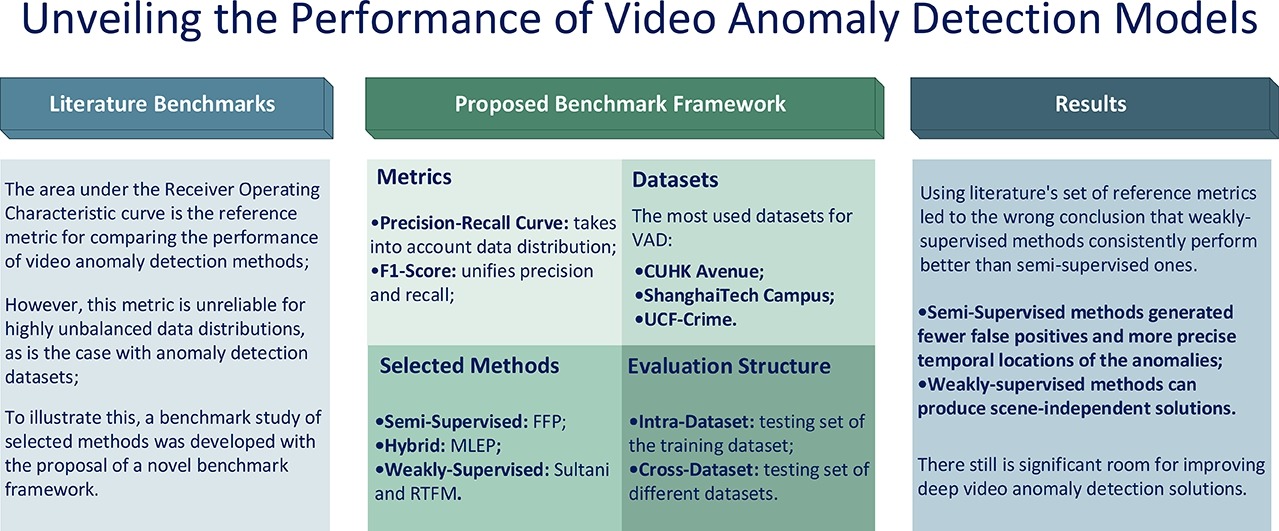 Unveiling the Performance of Video Anomaly Detection Models
Literature Benchmarks
The area under the Receiver Operating
Characteristic curve is the reference
metric for comparing the performance
of video anomaly detection methods;
However, this metric is unreliable for
highly unbalanced data distributions,
as is the case with anomaly detection
datasets;
To illustrate this, a benchmark study of
selected methods was developed with
the proposal of a novel benchmark
framework.
Proposed Benchmark Framework
Metrics
•Precision-Recall Curve: takes
into account data distribution;
•F1-Score: unifies precision
and recall;
Datasets
The most used datasets for
VAD:
•CUHK Avenue;
•ShanghaiTech Campus;
•UCF-Crime.
Selected Methods
•Semi-Supervised: FFP;
•Hybrid: MLEP;
•Weakly-Supervised: Sultani
and RTFM.
Evaluation Structure
•Intra-Dataset: testing set of
the training dataset;
•Cross-Dataset: testing set of
different datasets.
Results
Using literature's set of reference metrics
led to the wrong conclusion that weakly-
supervised methods consistently perform
better than semi-supervised ones.
•Semi-Supervised methods generated
fewer false positives and more precise
temporal locations of the anomalies;
•Weakly-supervised methods can
produce scene-independent solutions.
There still is significant room for improving
deep video anomaly detection solutions.